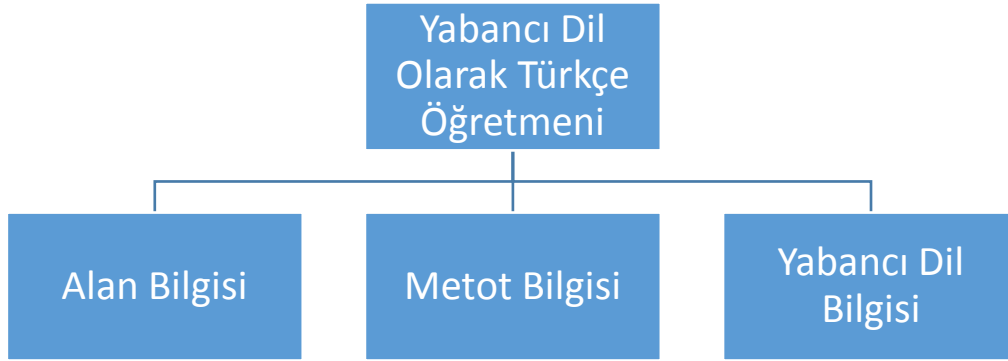 Yabancı Dil
Olarak Türkçe
Öğretmeni
Alan Bilgisi
Metot Bilgisi
Yabancı Dil
Bilgisi